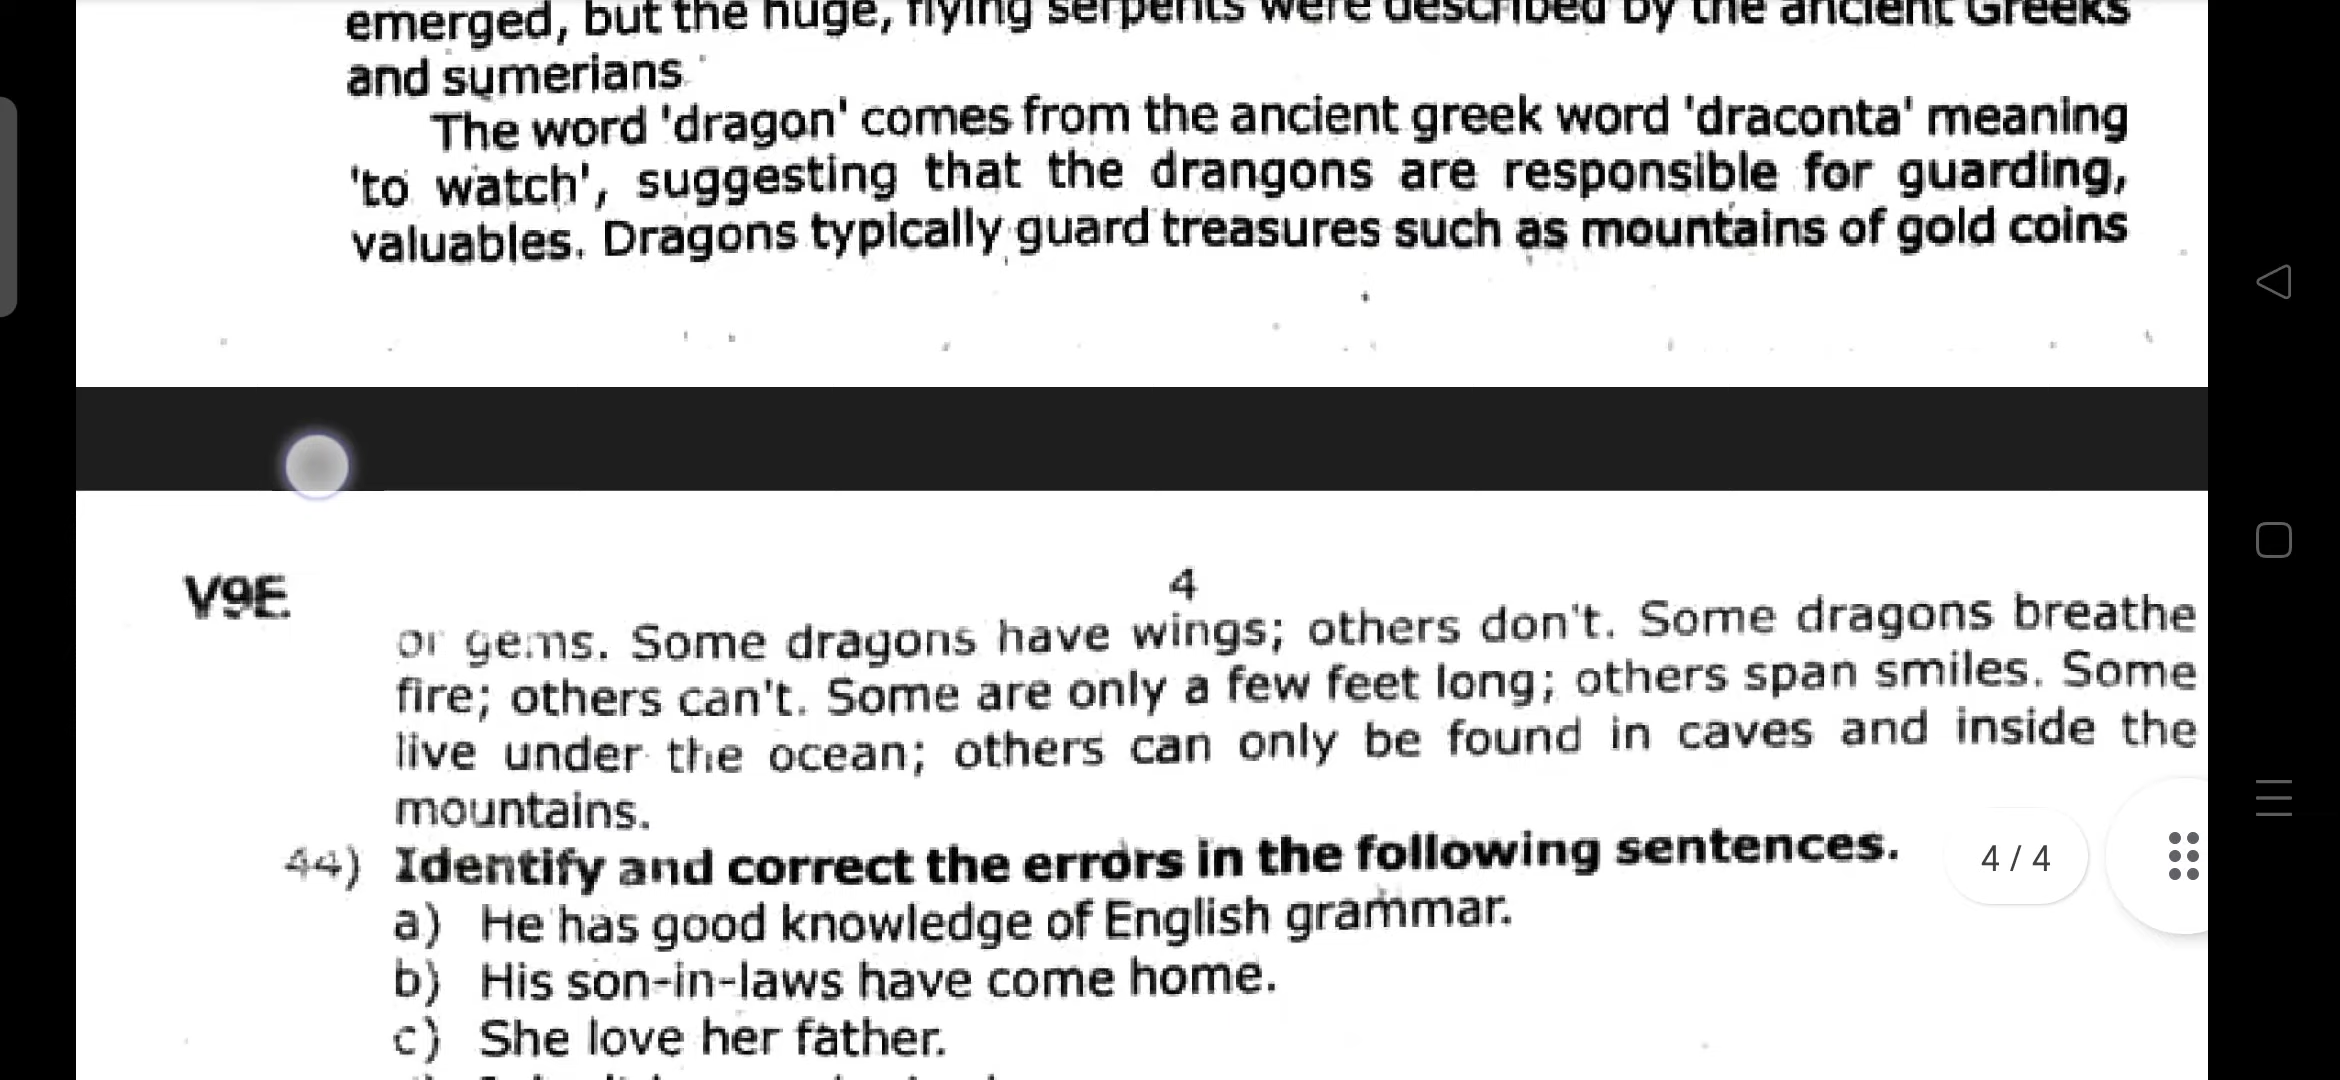 emerged, but the huge, flying serpents were described by the ancient Greeks
and sumerians
The word 'dragon' comes from the ancient greek word 'draconta' meaning
'to watch', suggesting that the drangons are responsible for guarding,
valuables. Dragons typically guard treasures such as mountains of gold coins
V9E
4
or gems. Some dragons have wings; others don't. Some dragons breathe
fire; others can't. Some are only a few feet long; others span smiles. Some
live under the ocean; others can only be found in caves and inside the
mountains.
44) Identify and correct the errors in the following sentences.
4 / 4
a) He has good knowledge of English grammar.
b) His son-in-laws have come home.
c) She love her father.